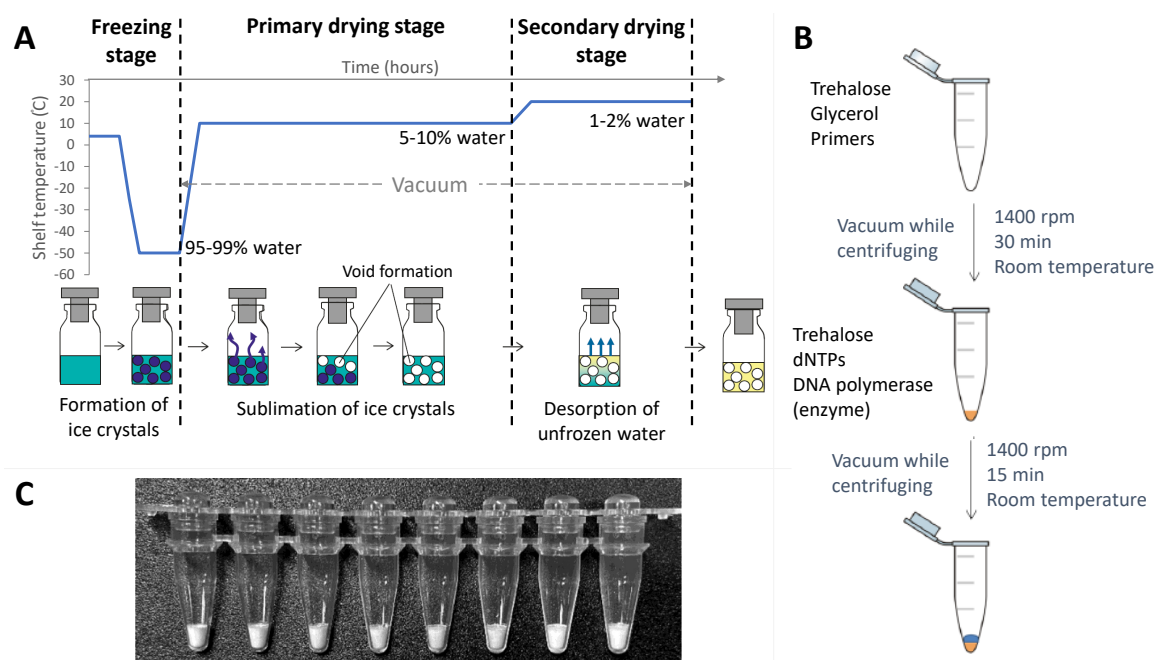 A
Freezing
stage
Primary drying stage
Secondary drying
stage
Time (hours)
Shelf temperature (˚C)
30
20
10
0
-10
-20
-30
-40
-50
-60
95-99% water
5-10% water
1-2% water
Vacuum
Void formation
Formation of
ice crystals
Sublimation of ice crystals
Desorption of
unfrozen water
B
Trehalose
Glycerol
Primers
Vacuum while
centrifuging
1400 rpm
30 min
Room temperature
Trehalose
dNTPs
DNA polymerase
(enzyme)
Vacuum while
centrifuging
1400 rpm
15 min
Room temperature
C